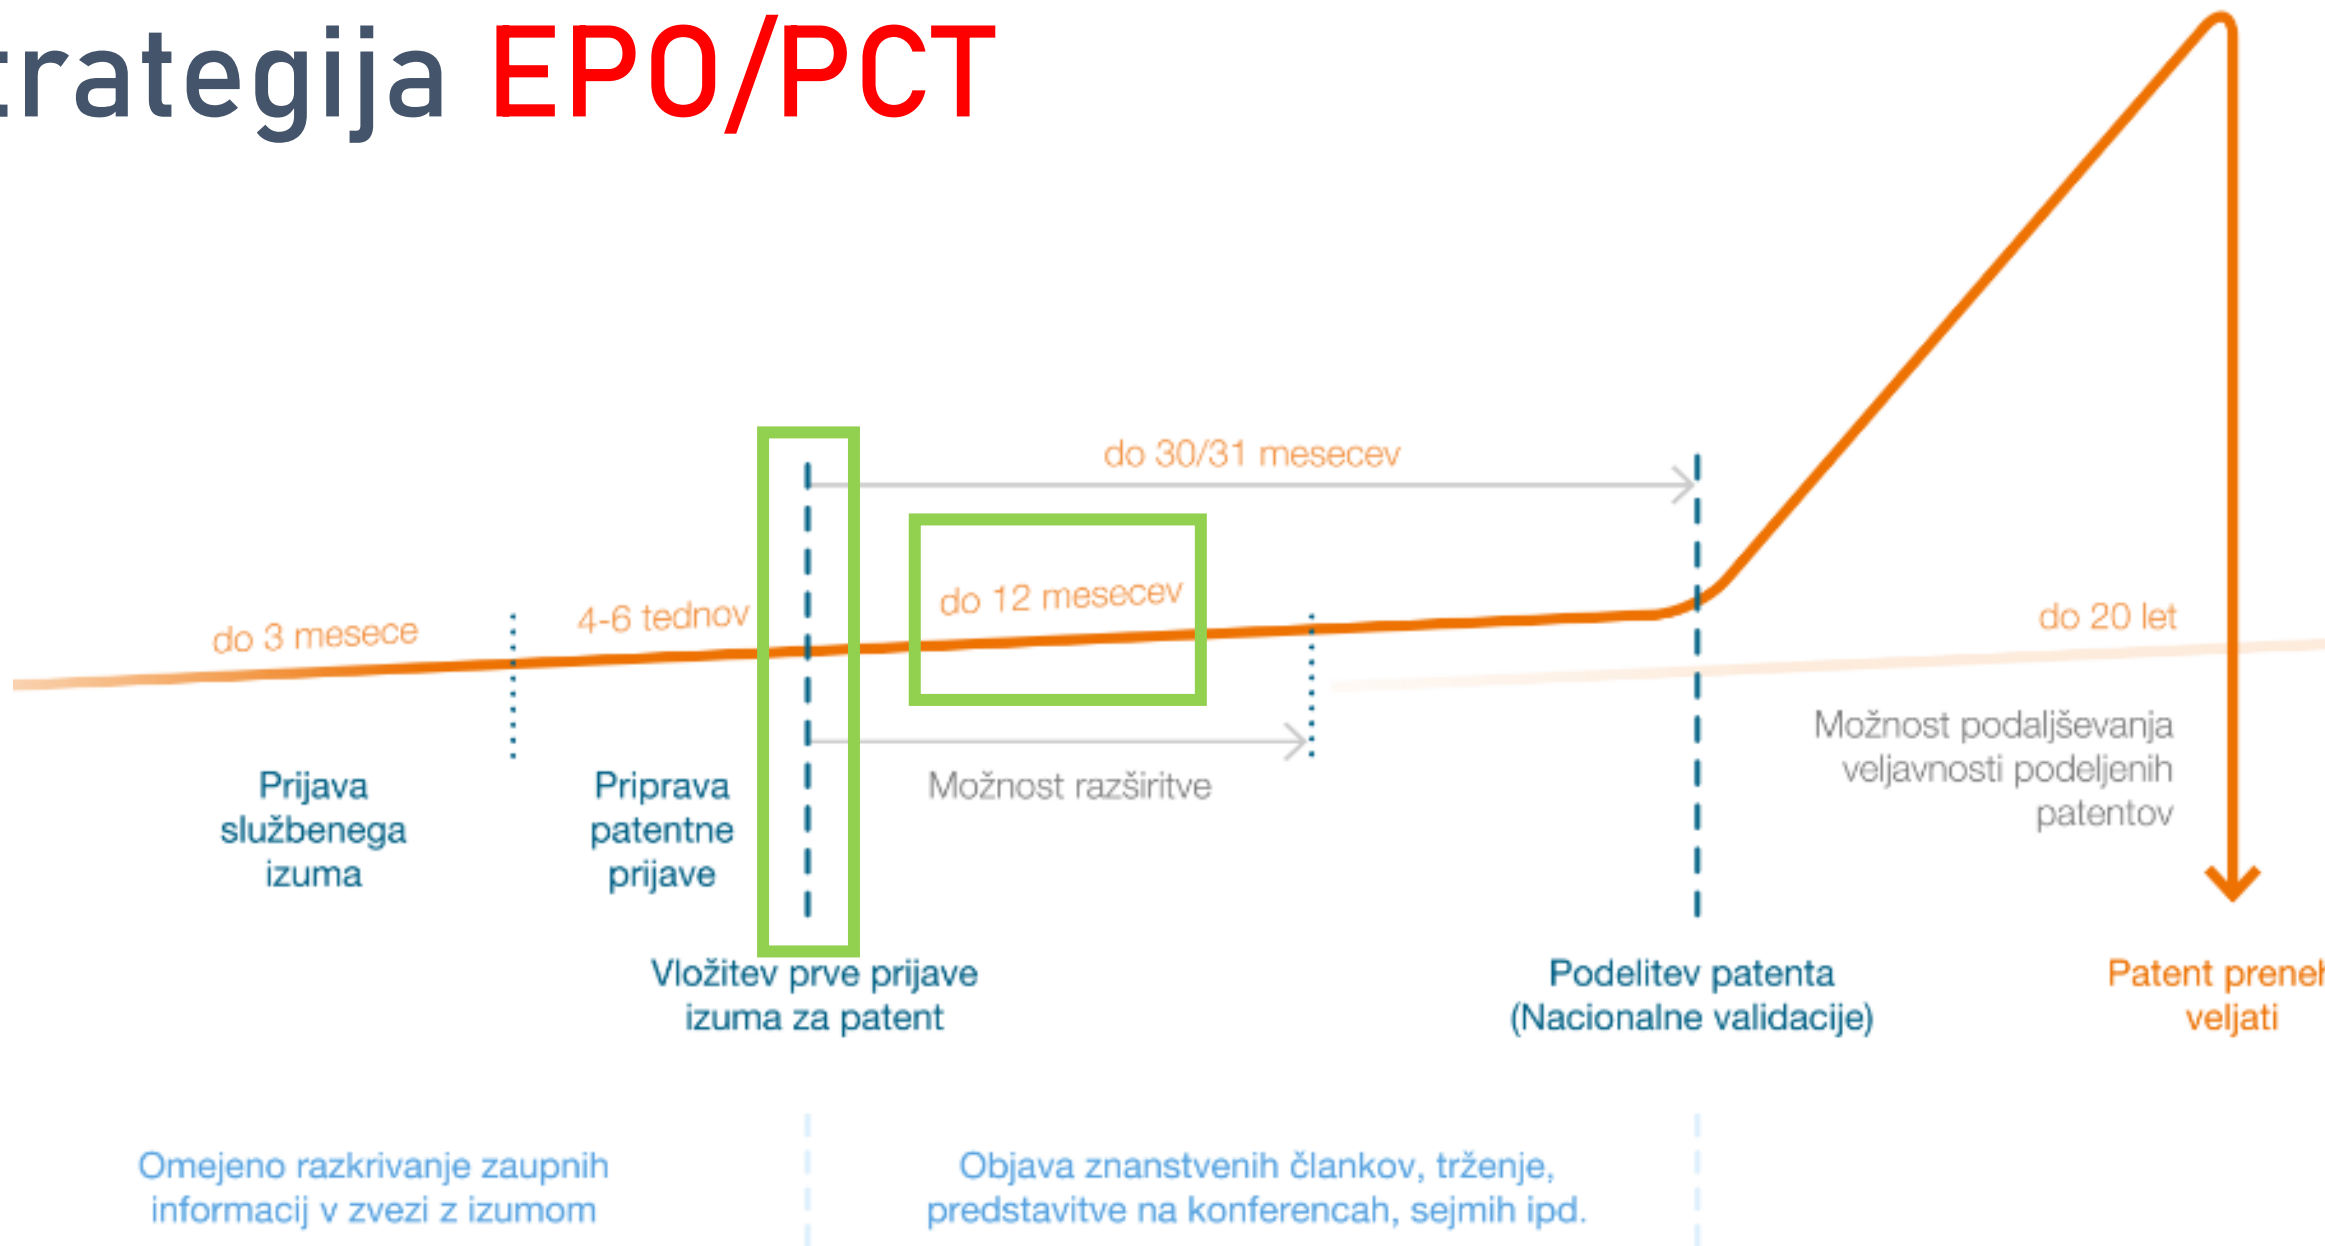 trategija EPO/PCT
do 30/31 mesecev
do 3 mesece
4-6 tednov
do 12 mesecev
do 20 let
Prijava
službenega
izuma
Priprava
patentne
prijave
Možnost razširitve
Možnost podaljševanja
veljavnosti podeljenih
patentov
Vložitev prve prijave
izuma za patent
Podelitev patenta
(Nacionalne validacije)
Patent preneh
veljati
Omejeno razkrivanje zaupnih
informacij v zvezi z izumom
Objava znanstvenih člankov, trženje,
predstavitve na konferencah, sejmih ipd.